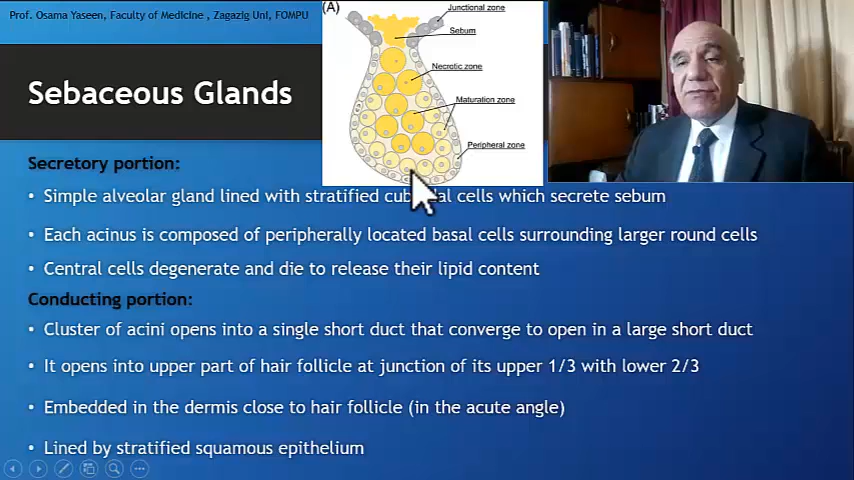 Prof. Osama Yaseen, Faculty of Medicine , Zagazig Uni, FOMPU
(A)
Junctional zone
Sebum
Necrotic zone
Maturation zone
Peripheral zone
Sebaceous Glands
Secretory portion:
• Simple alveolar gland lined with stratified cuboidal cells which secrete sebum
• Each acinus is composed of peripherally located basal cells surrounding larger round cells
• Central cells degenerate and die to release their lipid content
Conducting portion:
• Cluster of acini opens into a single short duct that converge to open in a large short duct
• It opens into upper part of hair follicle at junction of its upper 1/3 with lower 2/3
• Embedded in the dermis close to hair follicle (in the acute angle)
• Lined by stratified squamous epithelium